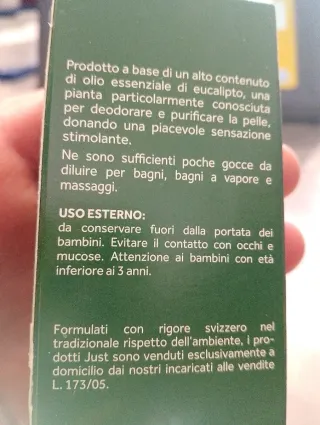 Prodotto a base di un alto contenuto
di olio essenziale di eucalipto, una
pianta particolarmente conosciuta
per deodorare e purificare la pelle,
donando una piacevole sensazione
stimolante.
Ne sono sufficienti poche gocce da
diluire per bagni, bagni a vapore e
massaggi.
USO ESTERNO:
da conservare fuori dalla portata dei
bambini. Evitare il contatto con occhi e
mucose. Attenzione ai bambini con età
inferiore ai 3 anni.
Formulati con rigore svizzero nel
tradizionale rispetto dell'ambiente, i pro-
dotti Just sono venduti esclusivamente a
domicilio dai nostri incaricati alle vendite
L. 173/05.